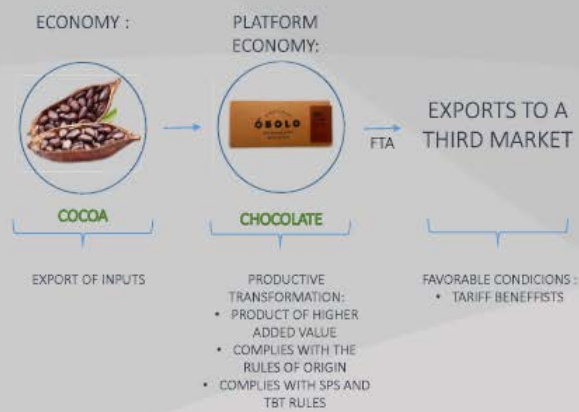 ECONOMY :
COCOA
EXPORT OF INPUTS
PLATFORM
ECONOMY:
ÓBOLO
CHOCOLATE
PRODUCTIVE
TRANSFORMATION:
• PRODUCT OF HIGHER
ADDED VALUE
• COMPLIES WITH THE
RULES OF ORIGIN
• COMPLIES WITH SPS AND
TBT RULES
FTA
EXPORTS TO A
THIRD MARKET
FAVORABLE CONDICIONS :
• TARIFF BENEFFISTS